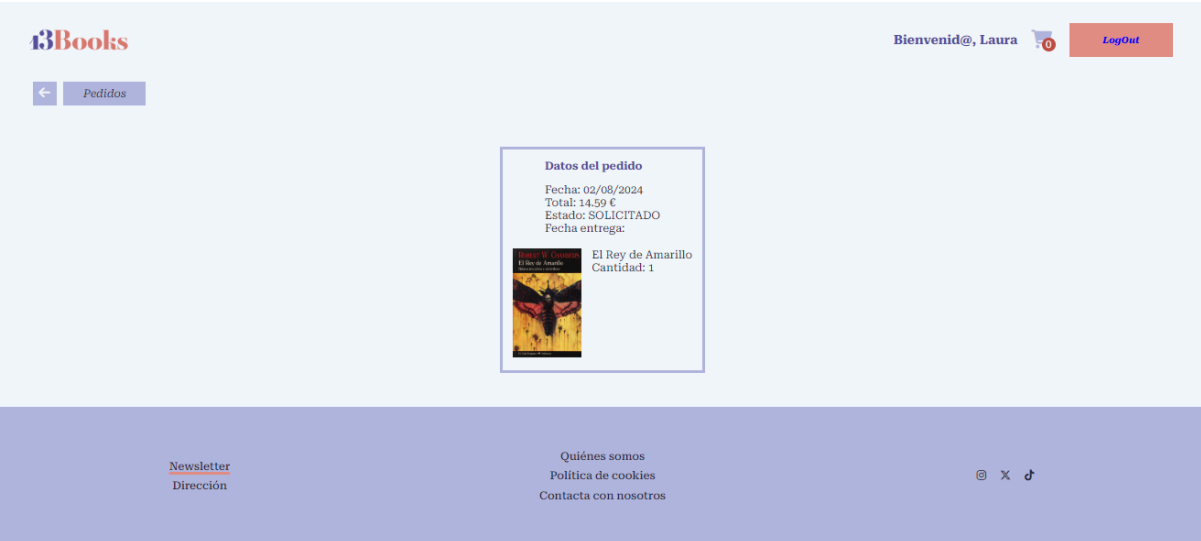 13Books
Bienvenid@, Laura
0
LogOut
Pedidos
Datos del pedido
Fecha: 02/08/2024
Total: 14.59 €
Estado: SOLICITADO
Fecha entrega:
El Rey de Amarillo
Cantidad: 1
ROBERT W. CHAMBERS
El Rey de Amarillo
Newsletter
Dirección
Quiénes somos
Política de cookies
Contacta con nosotros